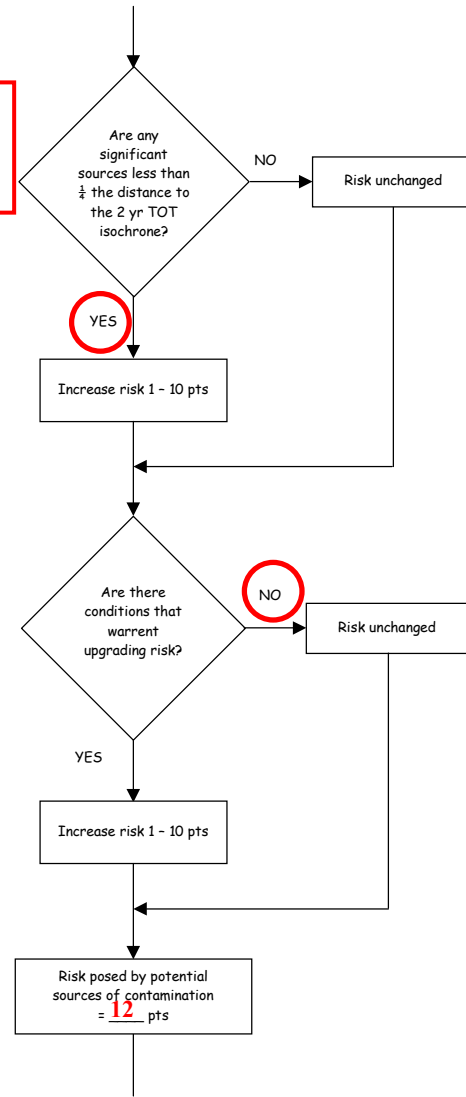 Are any
significant
sources less than
¼ the distance to
the 2 yr TOT
isochrone?
NO
Risk unchanged
YES
Increase risk 1 – 10 pts
Are there
conditions that
warrent
upgrading risk?
NO
Risk unchanged
YES
Increase risk 1 – 10 pts
Risk posed by potential
sources of contamination
= 12 pts